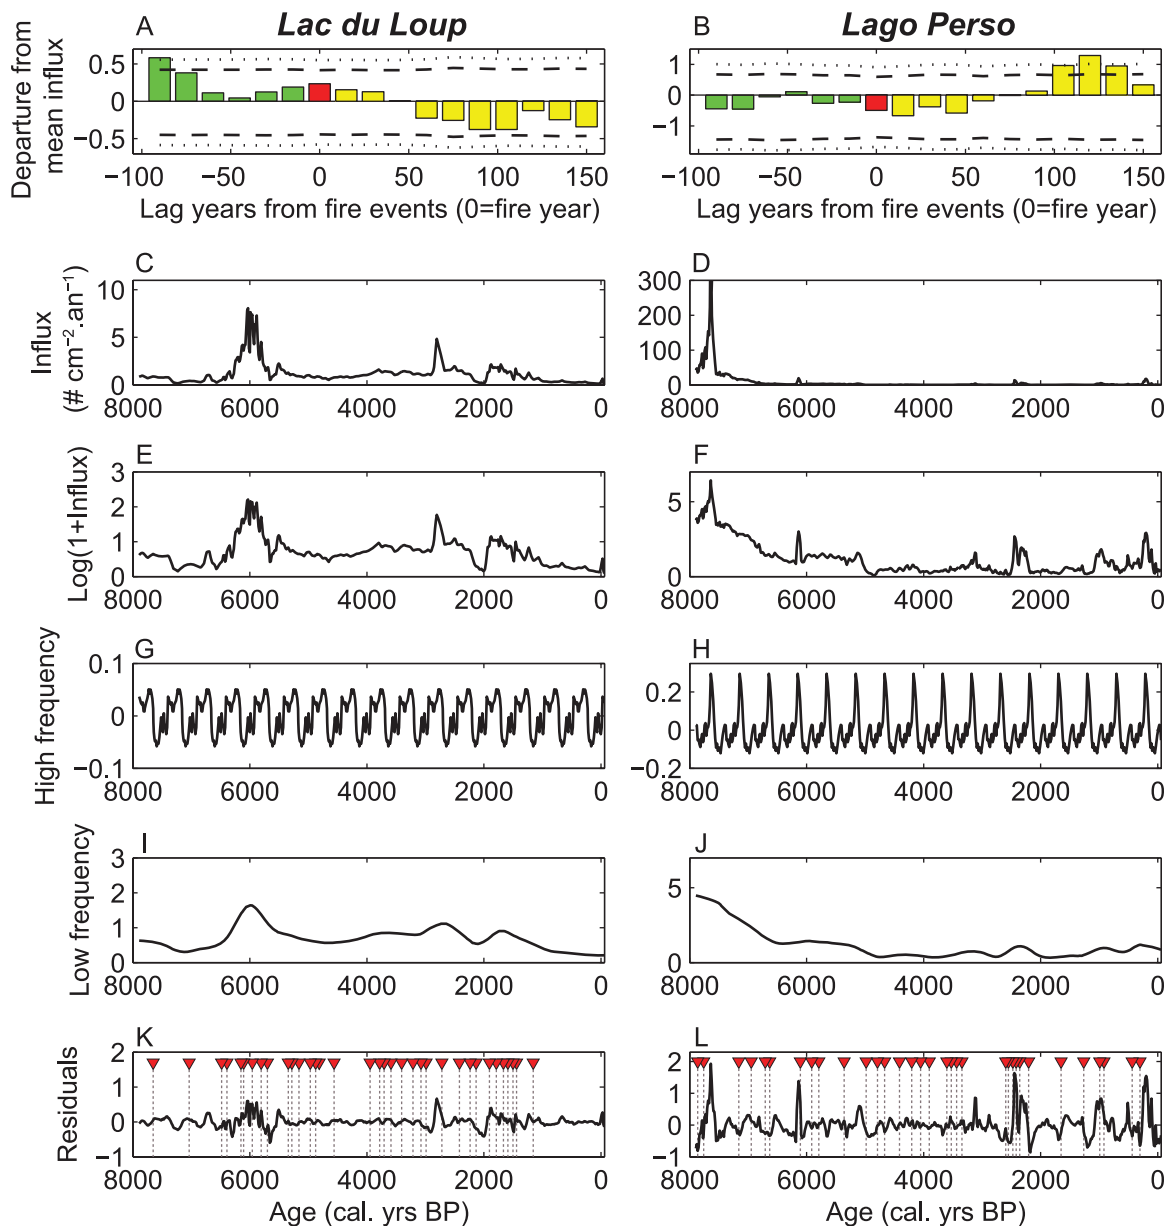 Lac du Loup
Lago Perso
A
B
Departure from
mean influx
0.5
0
−0.5
1
0
−1
−100 −50 0 50 100 150
−100 −50 0 50 100 150
Lag years from fire events (0=fire year)
Lag years from fire events (0=fire year)
C
D
Influx
(# cm−2.an−1)
10
5
0
300
200
100
0
8000 6000 4000 2000 0
8000 6000 4000 2000 0
E
F
Log(1+Influx)
3
2
1
0
5
0
8000 6000 4000 2000 0
8000 6000 4000 2000 0
G
H
High frequency
0.1
0
−0.1
0.2
0
−0.2
8000 6000 4000 2000 0
8000 6000 4000 2000 0
I
J
Low frequency
3
2
1
0
5
0
8000 6000 4000 2000 0
8000 6000 4000 2000 0
K
L
Residuals
2
1
0
−1
2
1
0
−1
8000 6000 4000 2000 0
8000 6000 4000 2000 0
Age (cal. yrs BP)
Age (cal. yrs BP)